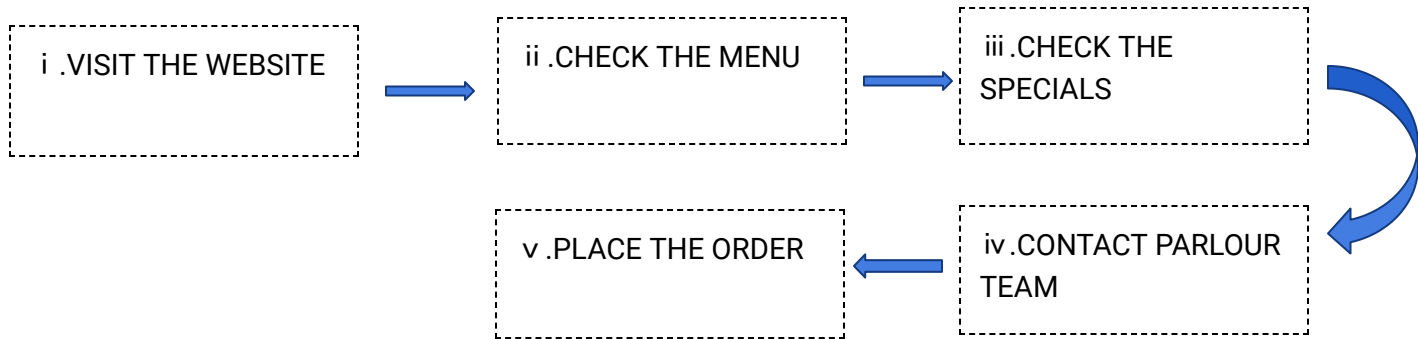 ⅰ .VISIT THE WEBSITE
ⅱ .CHECK THE MENU
ⅲ .CHECK THE
SPECIALS
ⅳ .CONTACT PARLOUR
TEAM
ⅴ .PLACE THE ORDER